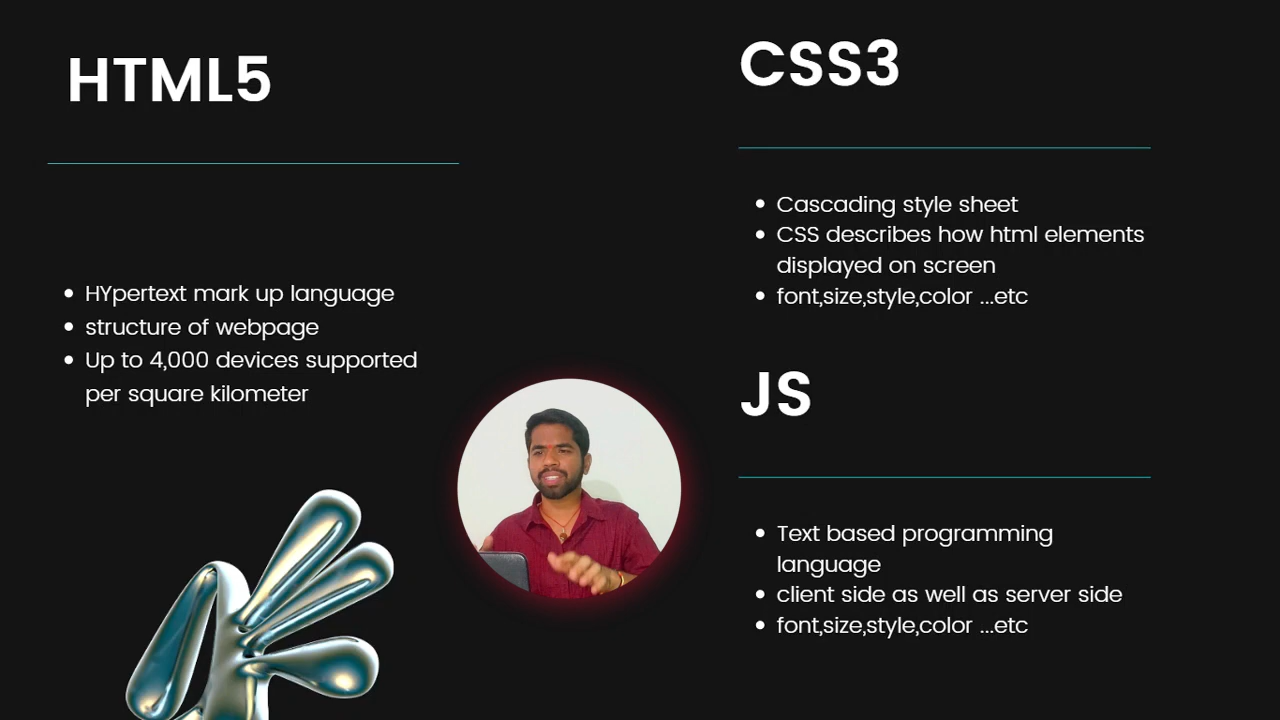 HTML5
HYpertext mark up language
structure of webpage
Up to 4,000 devices supported
per square kilometer
CSS3
Cascading style sheet
CSS describes how html elements
displayed on screen
font,size,style,color ...etc
JS
Text based programming
language
client side as well as server side
font,size,style,color ...etc